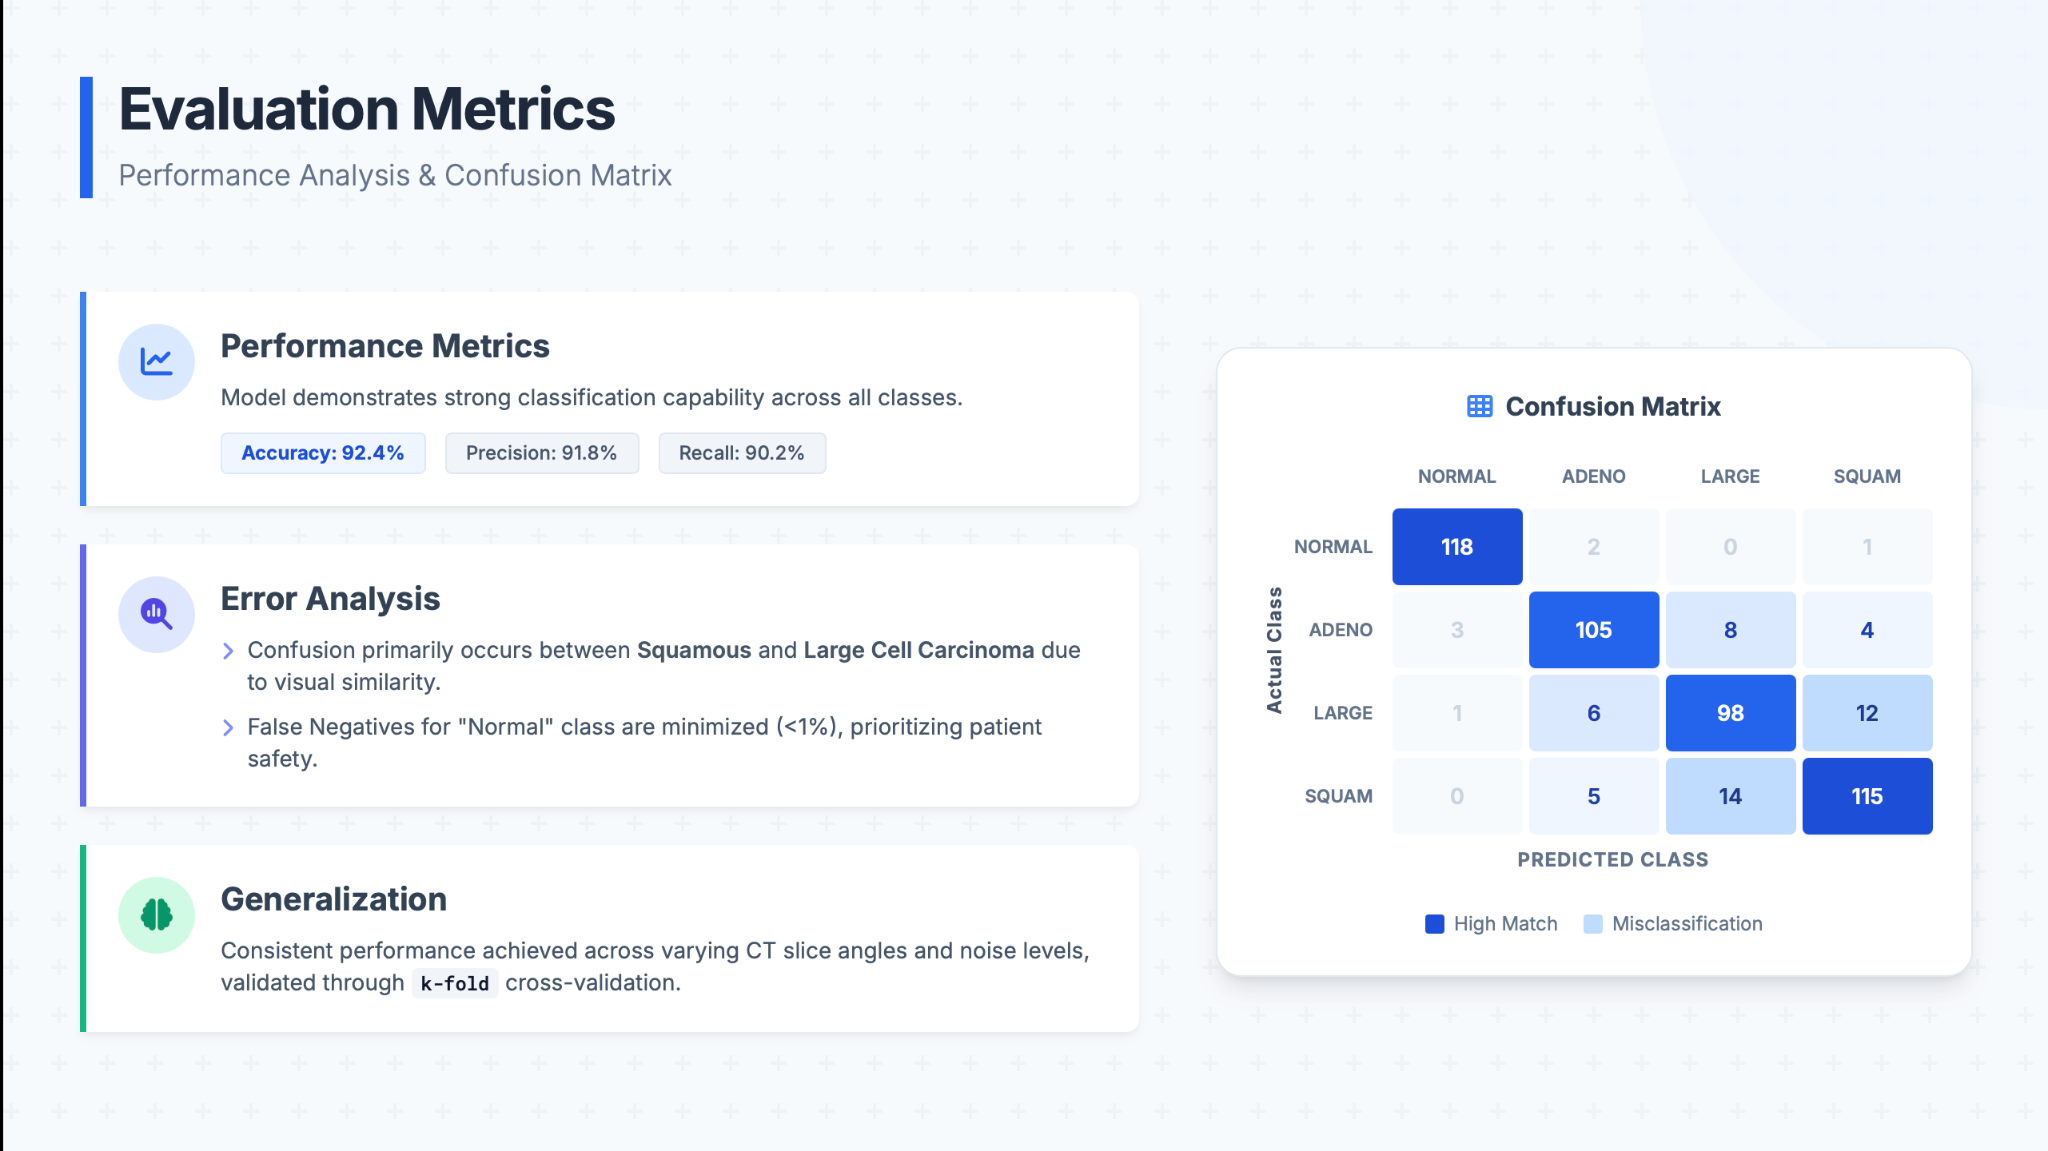 Evaluation Metrics
Performance Analysis & Confusion Matrix
Performance Metrics
Model demonstrates strong classification capability across all classes.
Accuracy: 92.4% Precision: 91.8% Recall: 90.2%
Error Analysis
Confusion primarily occurs between Squamous and Large Cell Carcinoma due
to visual similarity.
False Negatives for "Normal" class are minimized (<1%), prioritizing patient
safety.
Generalization
Consistent performance achieved across varying CT slice angles and noise levels,
validated through k-fold cross-validation.
Confusion Matrix
NORMAL ADENO LARGE SQUAM
Actual Class
NORMAL 118 2 0 1
ADENO 3 105 8 4
LARGE 1 6 98 12
SQUAM 0 5 14 115
PREDICTED CLASS
High Match Misclassification